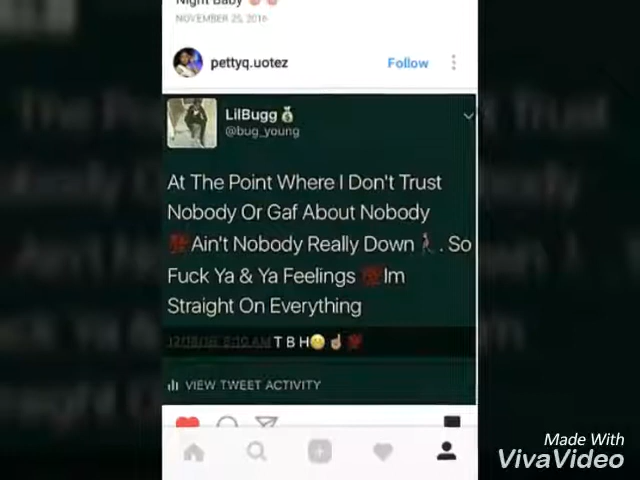 Night Baby
NOVEMBER 25, 2016
pettyq.uotez
Follow
LilBugg
@bug_young
At The Point Where I Don't Trust
Nobody Or Gaf About Nobody
💯Ain't Nobody Really Down 🚶. So
Fuck Ya & Ya Feelings 💯Im
Straight On Everything
T B H
VIEW TWEET ACTIVITY
Made With
VivaVideo